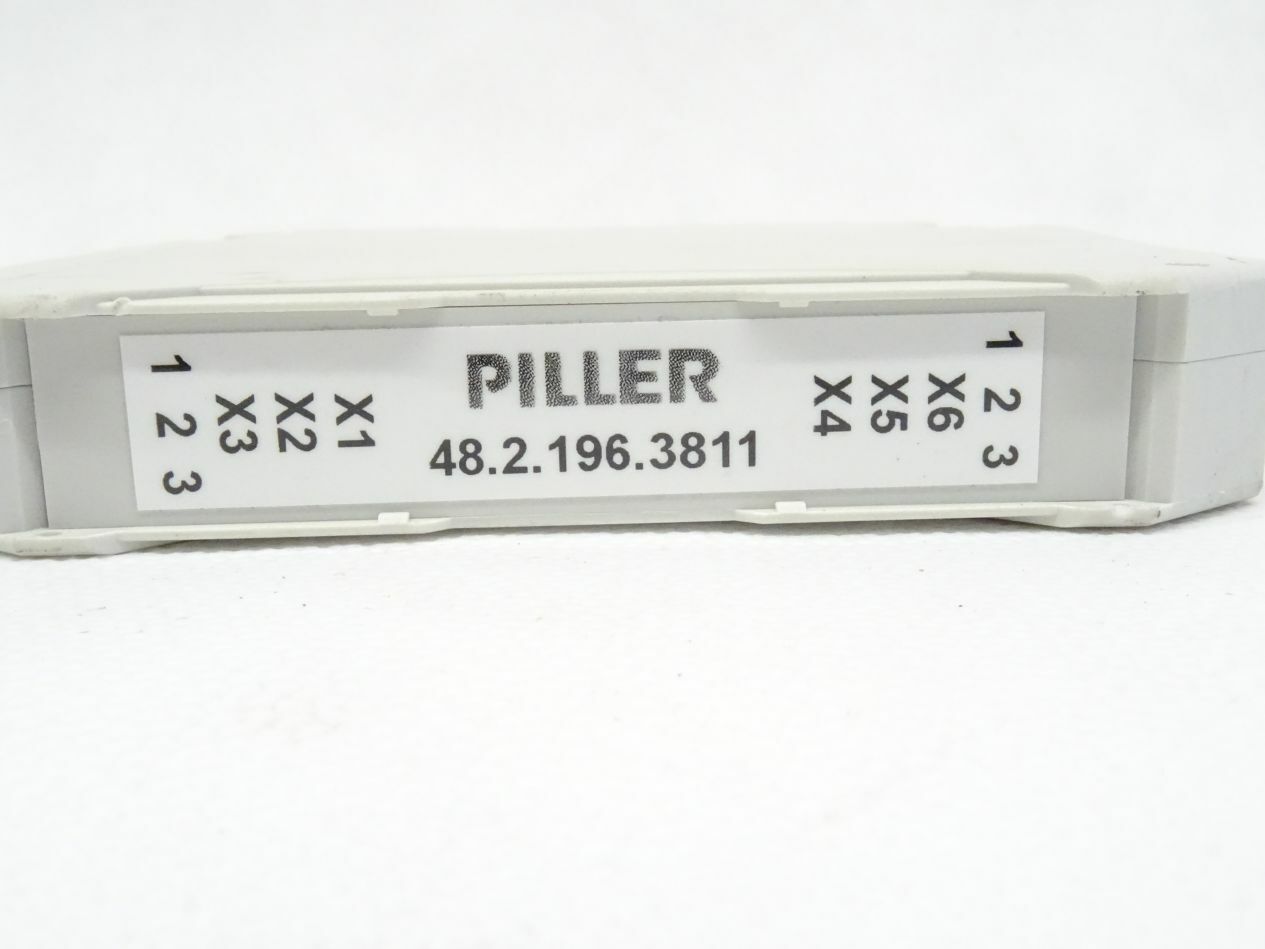 1 2 3
X3
X2
X1
PILLER
48.2.196.3811
X4
X5
X6
1 2 3